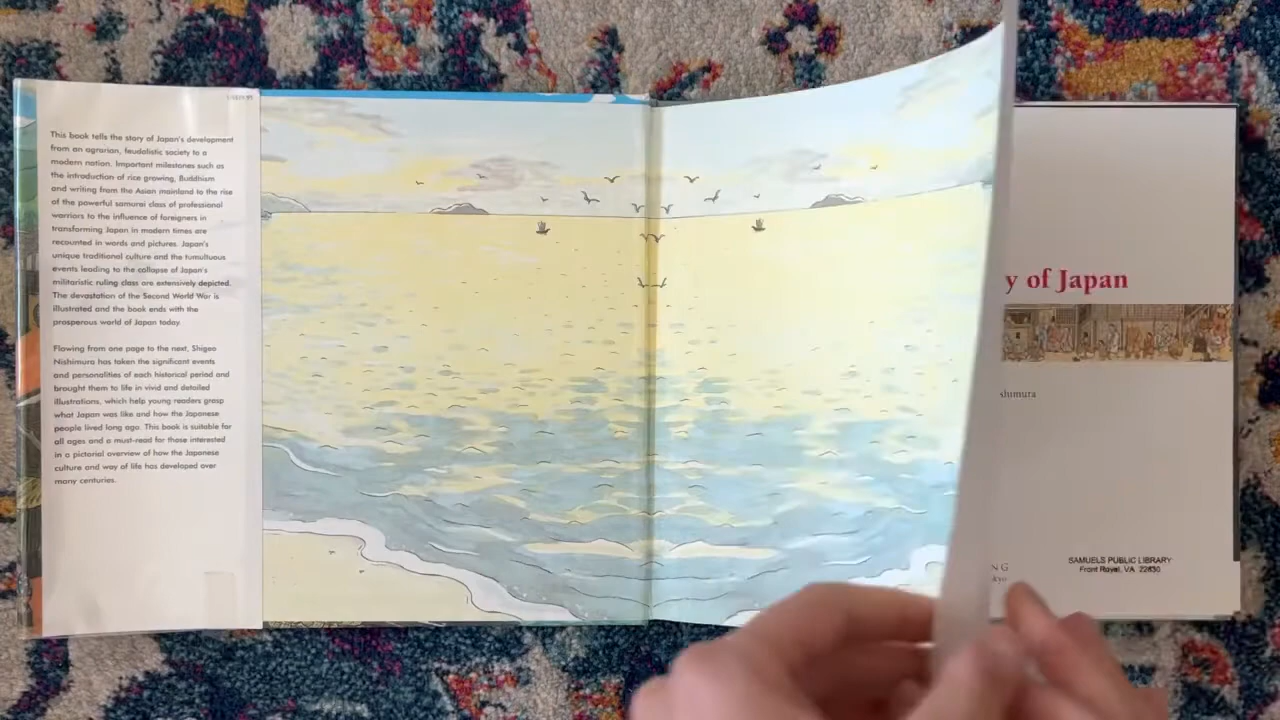 This book tells the story of Japan's development
from an agrarian, feudalistic society to a
modern nation. Important milestones such as
the introduction of rice growing, Buddhism
and writing from the Asian mainland to the rise
of the powerful samurai class of professional
warriors to the influence of foreigners in
transforming Japan in modern times are
recounted in words and pictures. Japan's
unique traditional culture and the tumultuous
events leading to the collapse of Japan's
militaristic ruling class are extensively depicted.
The devastation of the Second World War is
illustrated and the book ends with the
prosperous world of Japan today
Flowing from one page to the next, Shigeo
Nishimura has taken the significant events
and personalities of each historical period and
brought them to life in vivid and detailed
illustrations, which help young readers grasp
what Japan was like and how the Japanese
people lived long ago. This book is suitable for
all ages and a must-read for those interested
in a pictorial overview of how the Japanese
culture and way of life has developed over
many centuries.
y of Japan
shimura
NG
kyo
SAMUELS PUBLIC LIBRARY
Front Royal, VA 22630